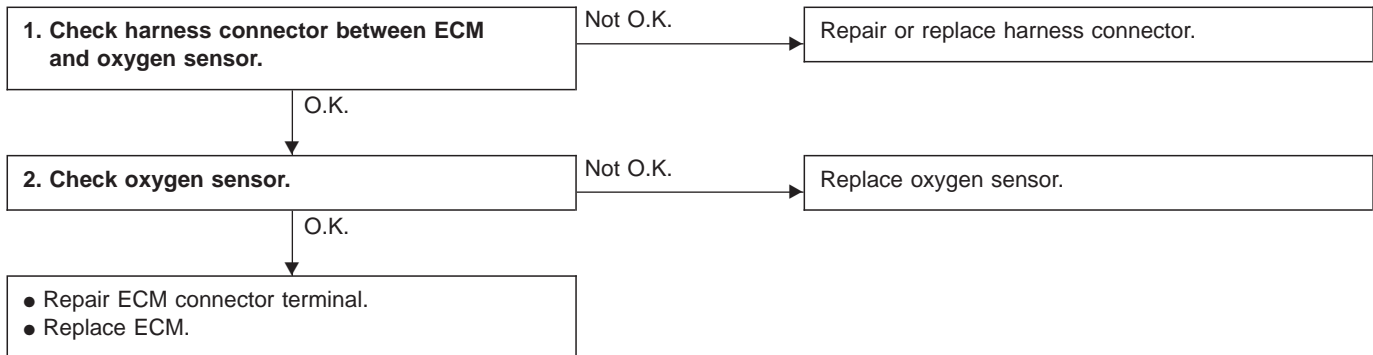 1. Check harness connector between ECM
and oxygen sensor.
Not O.K.
Repair or replace harness connector.
O.K.
2. Check oxygen sensor.
Not O.K.
Replace oxygen sensor.
O.K.
● Repair ECM connector terminal.
● Replace ECM.